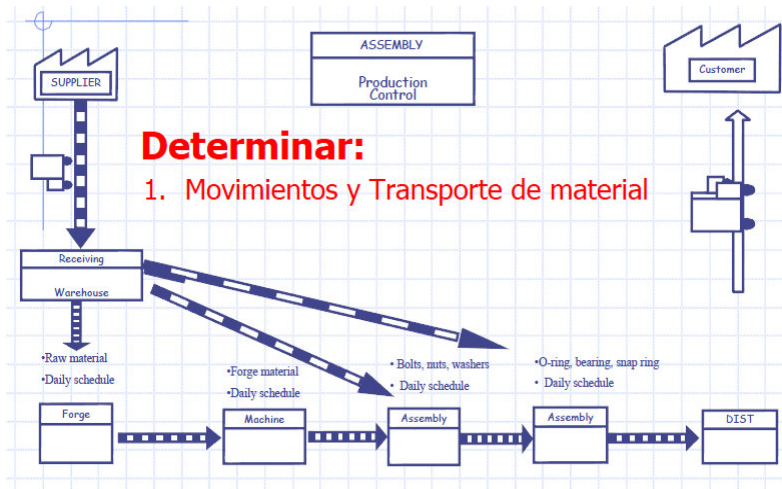 ASSEMBLY
Production
Control
SUPPLIER
Customer
Determinar:
1. Movimientos y Transporte de material
Receiving
Warehouse
•Raw material
•Daily schedule
•Forge material
•Daily schedule
• Bolts, nuts, washers
• Daily schedule
•O-ring, bearing, snap ring
• Daily schedule
Forge
Machine
Assembly
Assembly
DIST